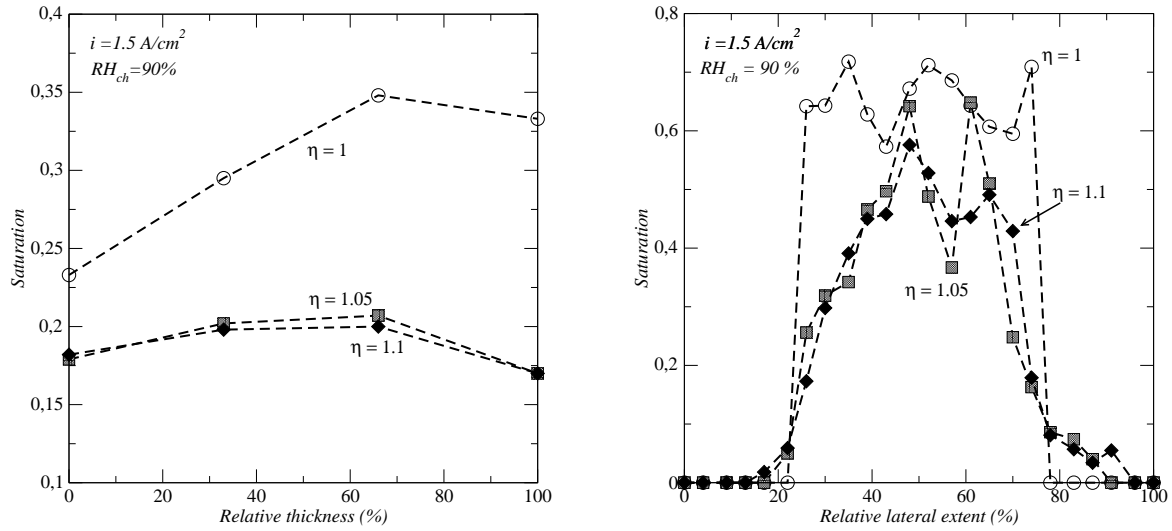 i =1.5 A/cm²
RH_ch=90%
η = 1
η = 1.05
η = 1.1
0,4
0,35
0,3
0,25
0,2
0,15
0,1
Saturation
0 20 40 60 80 100
Relative thickness (%)
i =1.5 A/cm²
RH_ch = 90 %
η = 1
η = 1.1
η = 1.05
0,8
0,6
0,4
0,2
0
Saturation
0 20 40 60 80 100
Relative lateral extent (%)